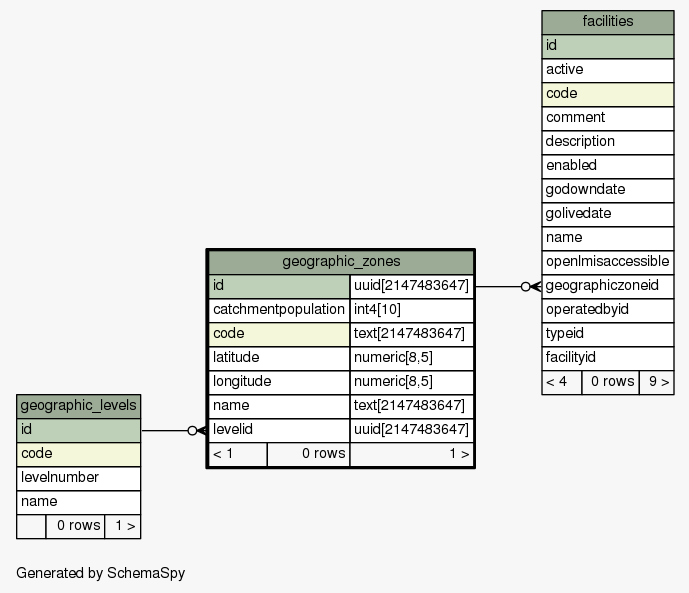 facilities
id
active
code
comment
description
enabled
godowndate
golivedate
name
openlmisaccessible
geographiczoneid
operatedbyid
typeid
facilityid
< 4 0 rows 9 >
geographic_zones
id uuid[2147483647]
catchmentpopulation int4[10]
code text[2147483647]
latitude numeric[8,5]
longitude numeric[8,5]
name text[2147483647]
levelid uuid[2147483647]
< 1 0 rows 1 >
geographic_levels
id
code
levelnumber
name
0 rows 1 >
Generated by SchemaSpy